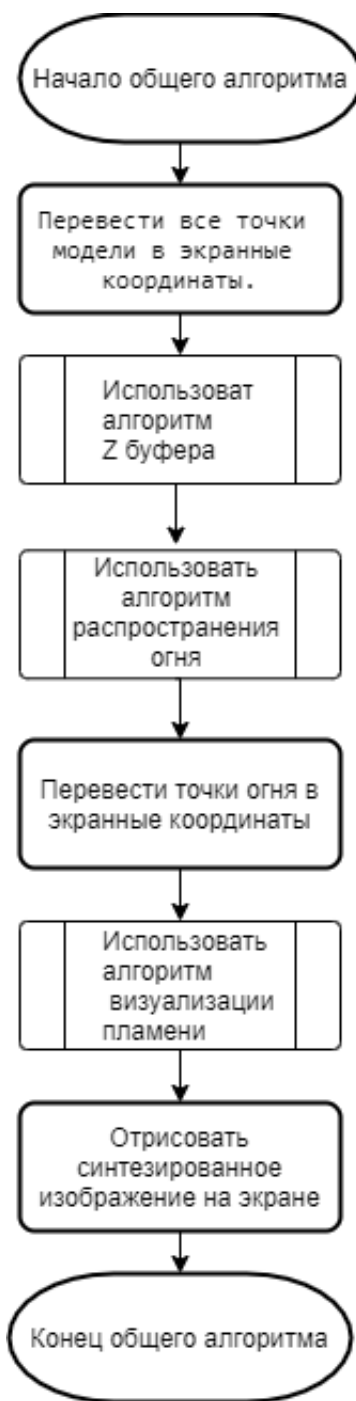 Начало общего алгоритма
Перевести все точки
модели в экранные
координаты.
Использоват
алгоритм
Z буфера
Использовать
алгоритм
распространения
огня
Перевести точки огня в
экранные координаты
Использовать
алгоритм
визуализации
пламени
Отрисовать
синтезированное
изображение на экране
Конец общего алгоритма